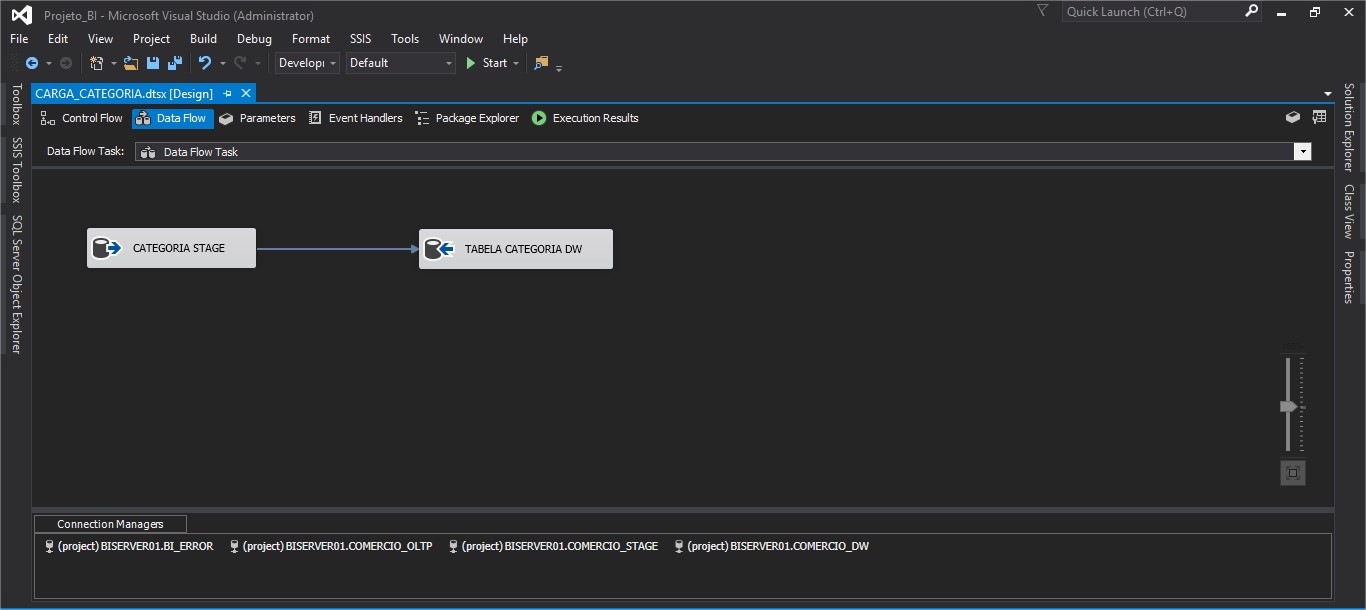 Projeto_BI - Microsoft Visual Studio (Administrator)
Quick Launch (Ctrl+Q)
File Edit View Project Build Debug Format SSIS Tools Window Help
Developi Default Start
CARGA_CATEGORIA.dtsx [Design]
Control Flow Data Flow Parameters Event Handlers Package Explorer Execution Results
Data Flow Task: Data Flow Task
Toolbox
SSIS Toolbox
SQL Server Object Explorer
CATEGORIA STAGE
TABELA CATEGORIA DW
Solution Explorer
Class View
Properties
Connection Managers
(project) BISERVER01.BI_ERROR (project) BISERVER01.COMERCIO_OLTP (project) BISERVER01.COMERCIO_STAGE (project) BISERVER01.COMERCIO_DW